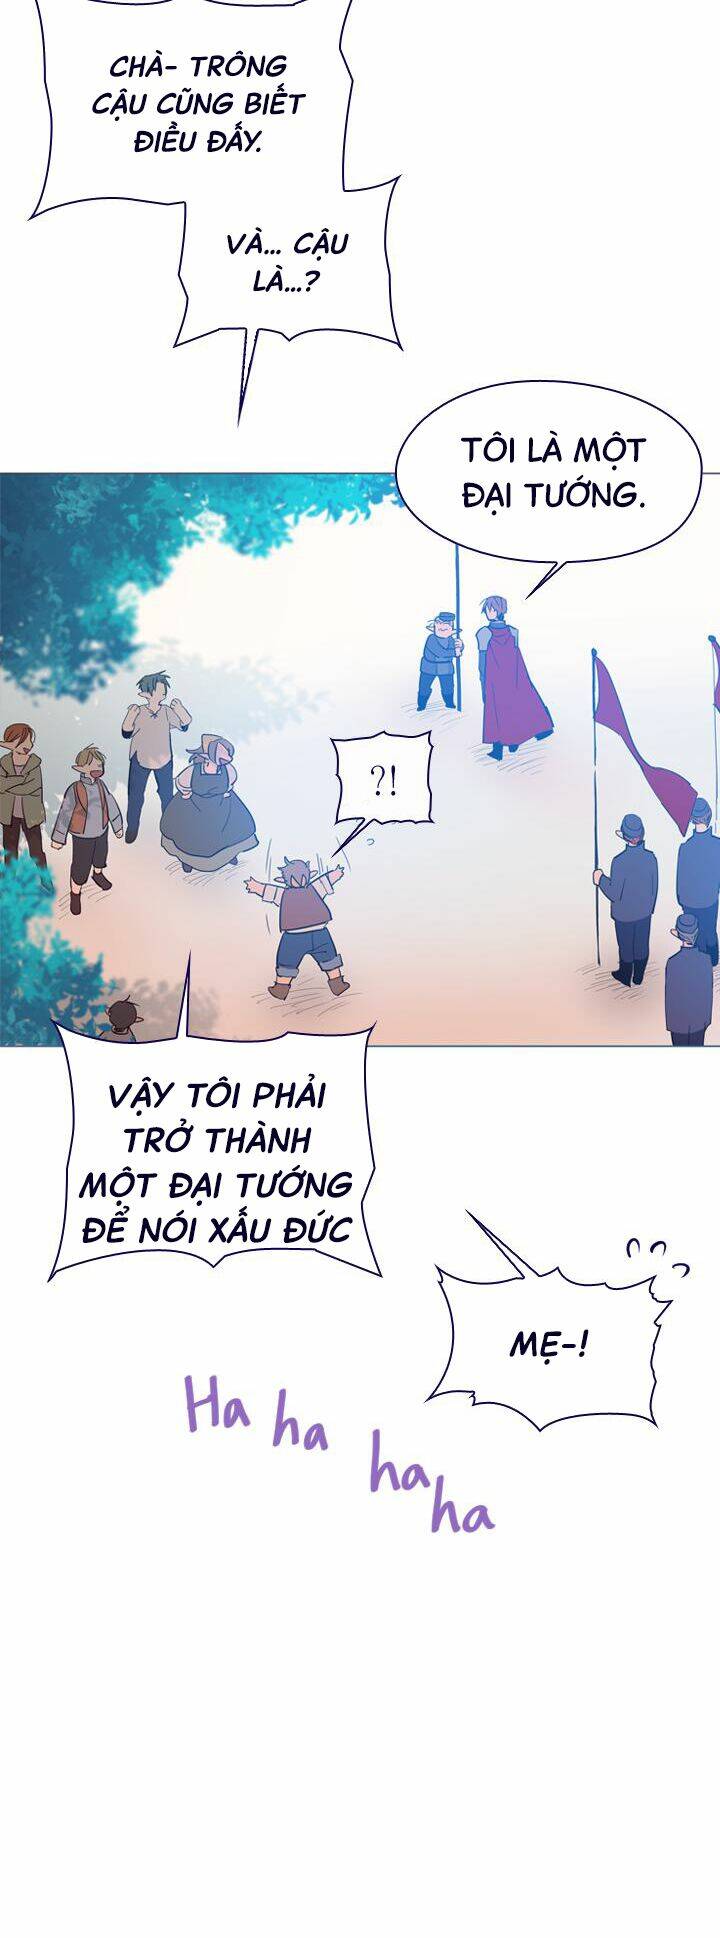 CHÀ- TRÔNG
CẬU CŨNG BIẾT
ĐIỀU ĐẤY.
VÀ... CẬU
LÀ...?
TÔI LÀ MỘT
ĐẠI TƯỚNG.
?!
VẬY TÔI PHẢI
TRỞ THÀNH
MỘT ĐẠI TƯỚNG
ĐỂ NÓI XẤU ĐỨC
MẸ-!
Ha ha ha ha